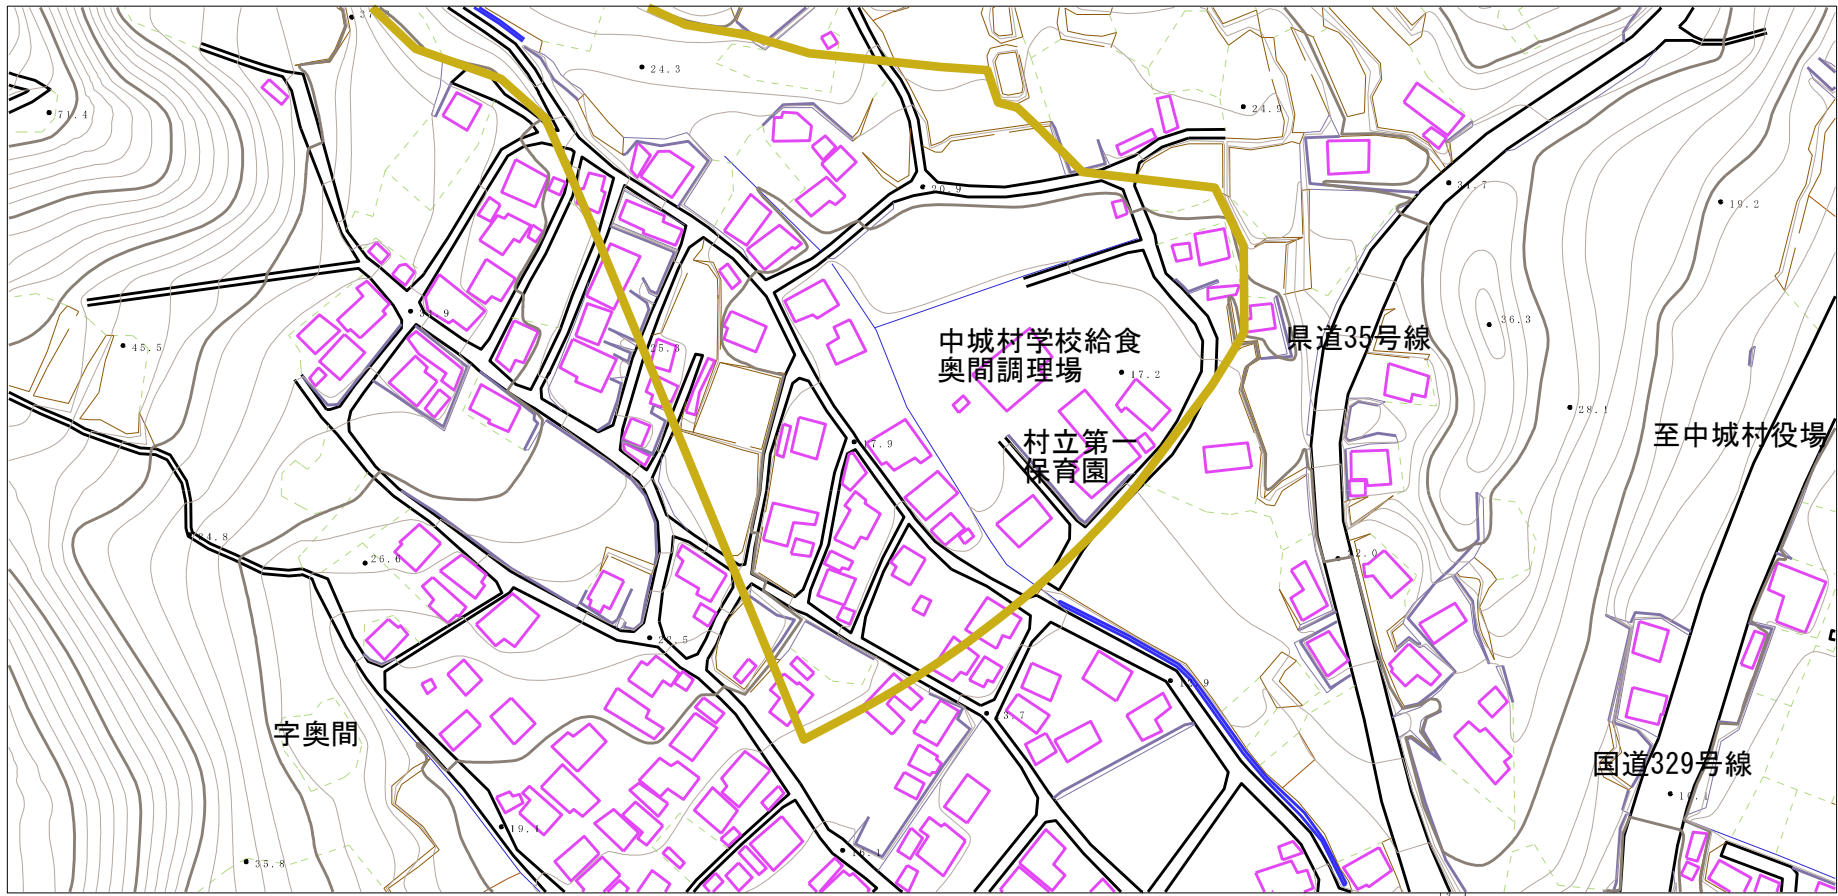 71.4
24.3
24.9
31.7
19.2
20.9
36.3
45.5
中城村学校給食
奥間調理場
17.2
県道35号線
28.1
17.9
村立第一
保育園
至中城村役場
26.6
35.8
19.1
16.1
字奥間
国道329号線